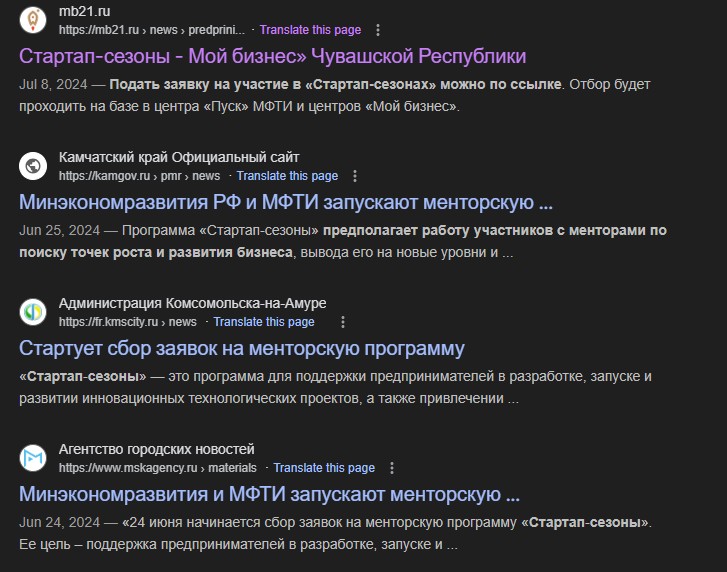 mb21.ru
https://mb21.ru › news › predprini... · Translate this page
Стартап-сезоны - Мой бизнес» Чувашской Республики
Jul 8, 2024 — Подать заявку на участие в «Стартап-сезонах» можно по ссылке. Отбор будет
проходить на базе в центра «Пуск» МФТИ и центров «Мой бизнес».
Камчатский край Официальный сайт
https://kamgov.ru › pmr › news · Translate this page
Минэкономразвития РФ и МФТИ запускают менторскую ...
Jun 25, 2024 — Программа «Стартап-сезоны» предполагает работу участников с менторами по
поиску точек роста и развития бизнеса, вывода его на новые уровни и ...
Администрация Комсомольска-на-Амуре
https://fr.kmscity.ru › news · Translate this page
Стартует сбор заявок на менторскую программу
«Стартап-сезоны» — это программа для поддержки предпринимателей в разработке, запуске и
развитии инновационных технологических проектов, а также привлечении ...
Агентство городских новостей
https://www.mskagency.ru › materials · Translate this page
Минэкономразвития и МФТИ запускают менторскую ...
Jun 24, 2024 — «24 июня начинается сбор заявок на менторскую программу «Стартап-сезоны».
Ее цель – поддержка предпринимателей в разработке, запуске и ...